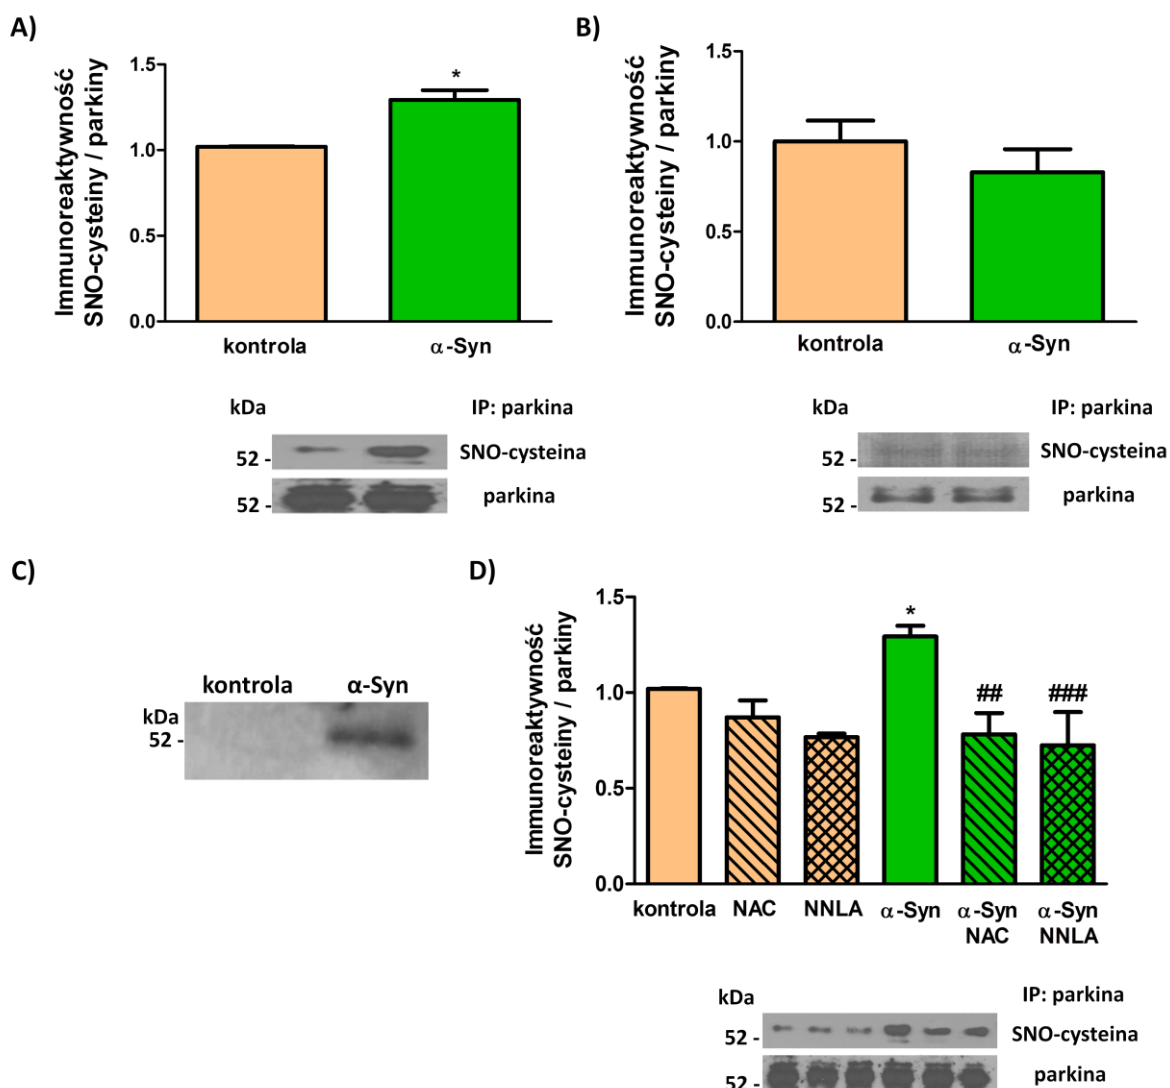 A)
Immunoreaktywność
SNO-cysteiny / parkiny
1.5
1.0
0.5
0.0
*
kontrola
α-Syn
kDa
IP: parkina
52 -
SNO-cysteina
52 -
parkina
B)
Immunoreaktywność
SNO-cysteiny / parkiny
1.5
1.0
0.5
0.0
kontrola
α-Syn
kDa
IP: parkina
52 -
SNO-cysteina
52 -
parkina
C)
kontrola
α-Syn
kDa
52 -
D)
Immunoreaktywność
SNO-cysteiny / parkiny
1.5
1.0
0.5
0.0
*
##
###
kontrola
NAC
NNLA
α-Syn
α-Syn
NAC
α-Syn
NNLA
kDa
IP: parkina
52 -
SNO-cysteina
52 -
parkina